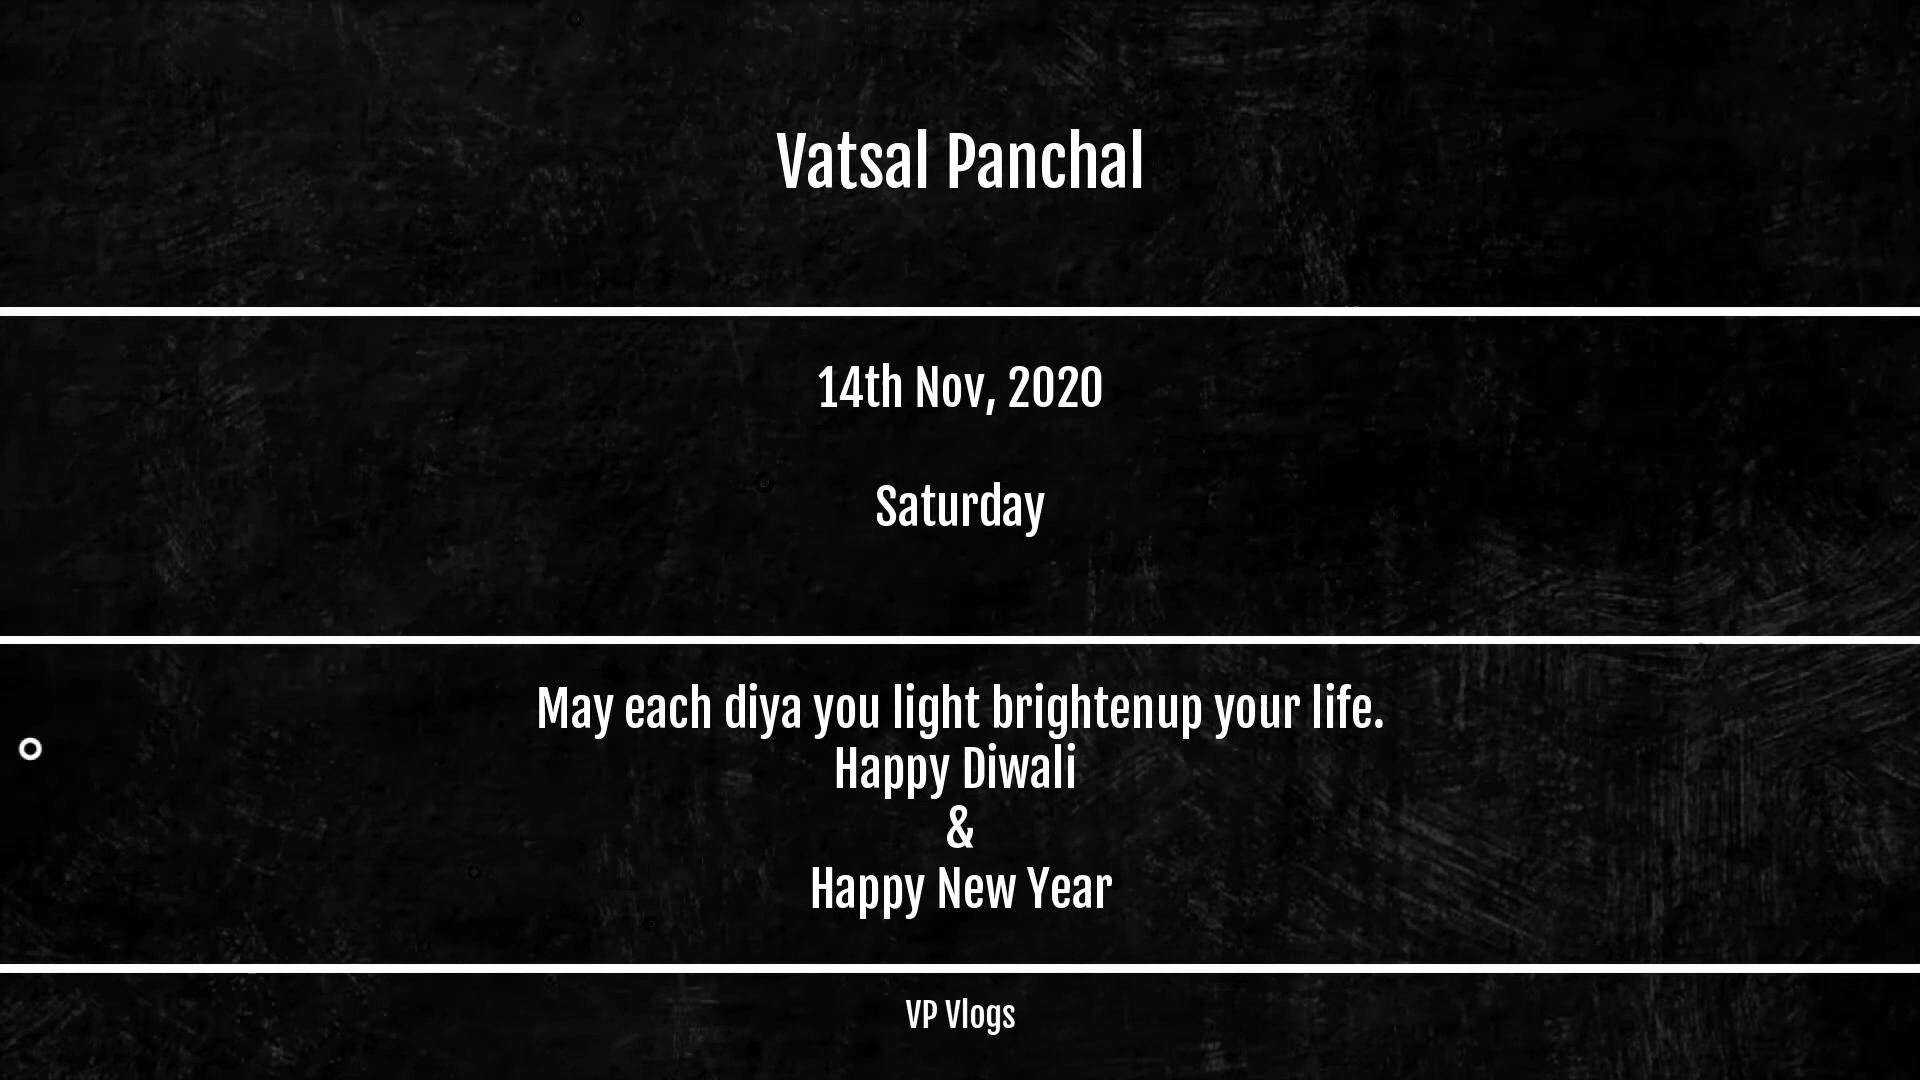 Vatsal Panchal
14th Nov, 2020
Saturday
May each diya you light brightenup your life.
Happy Diwali
&
Happy New Year
VP Vlogs